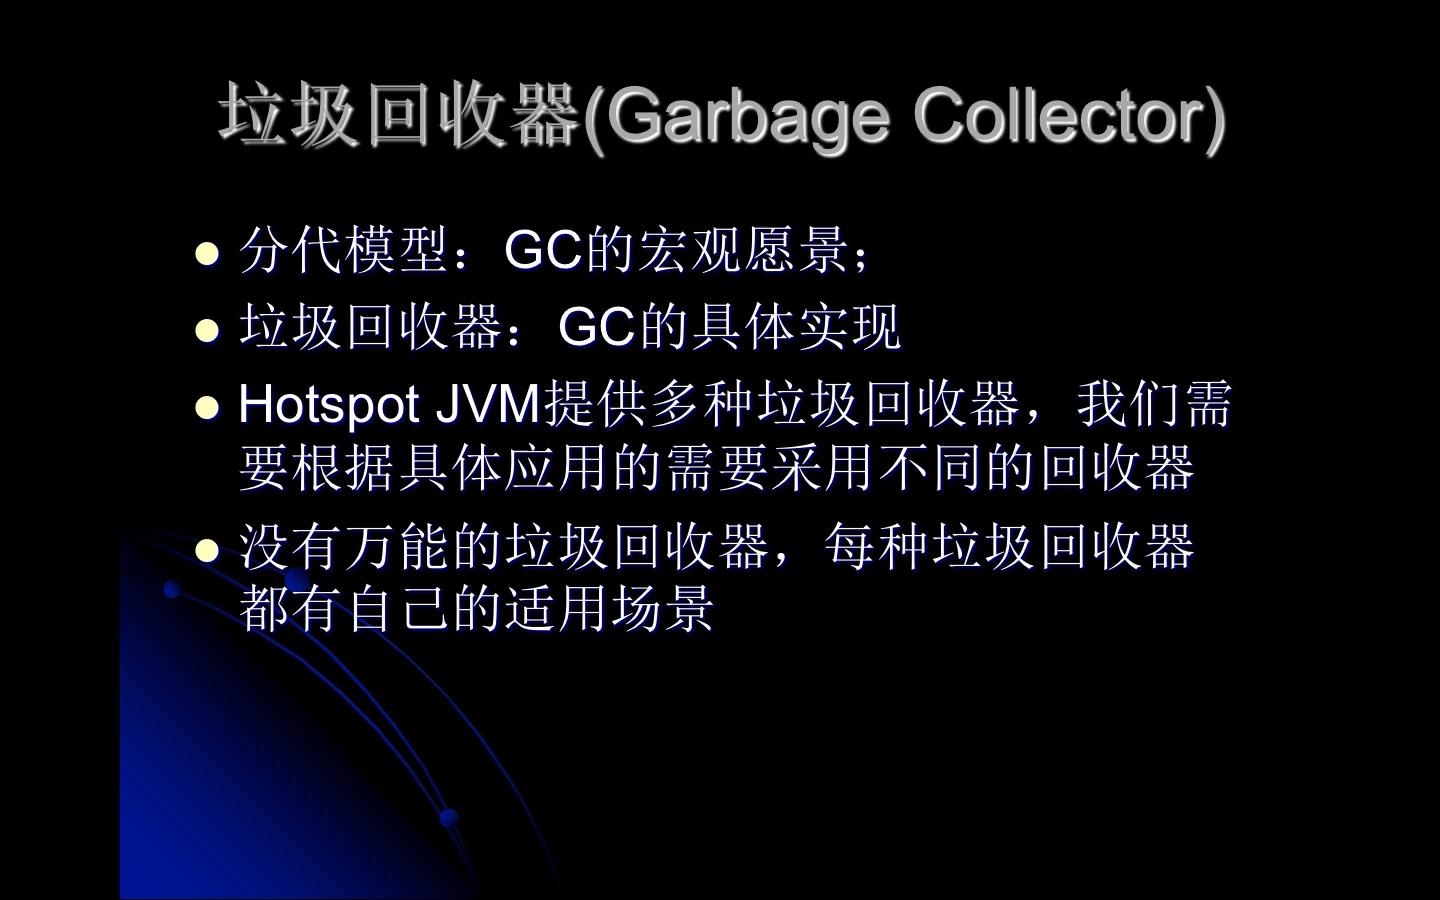 垃圾回收器(Garbage Collector)
分代模型：GC的宏观愿景；
垃圾回收器：GC的具体实现
Hotspot JVM提供多种垃圾回收器，我们需
要根据具体应用的需要采用不同的回收器
没有万能的垃圾回收器，每种垃圾回收器
都有自己的适用场景